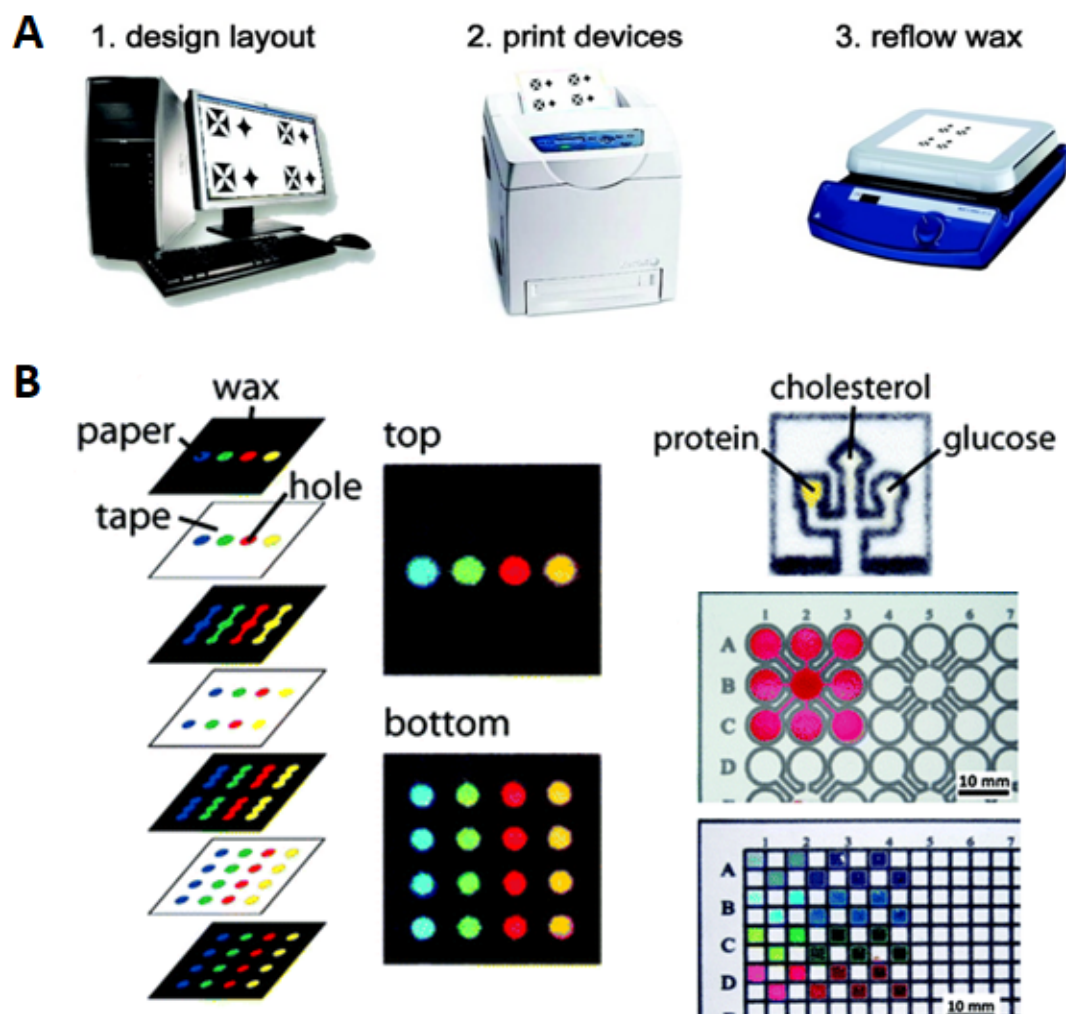 A
1. design layout
2. print devices
3. reflow wax
B
wax
paper
hole
tape
top
bottom
cholesterol
protein
glucose
1 2 3 4 5 6 7
A
B
C
D
10 mm
1 2 3 4 5 6 7
A
B
C
D
10 mm